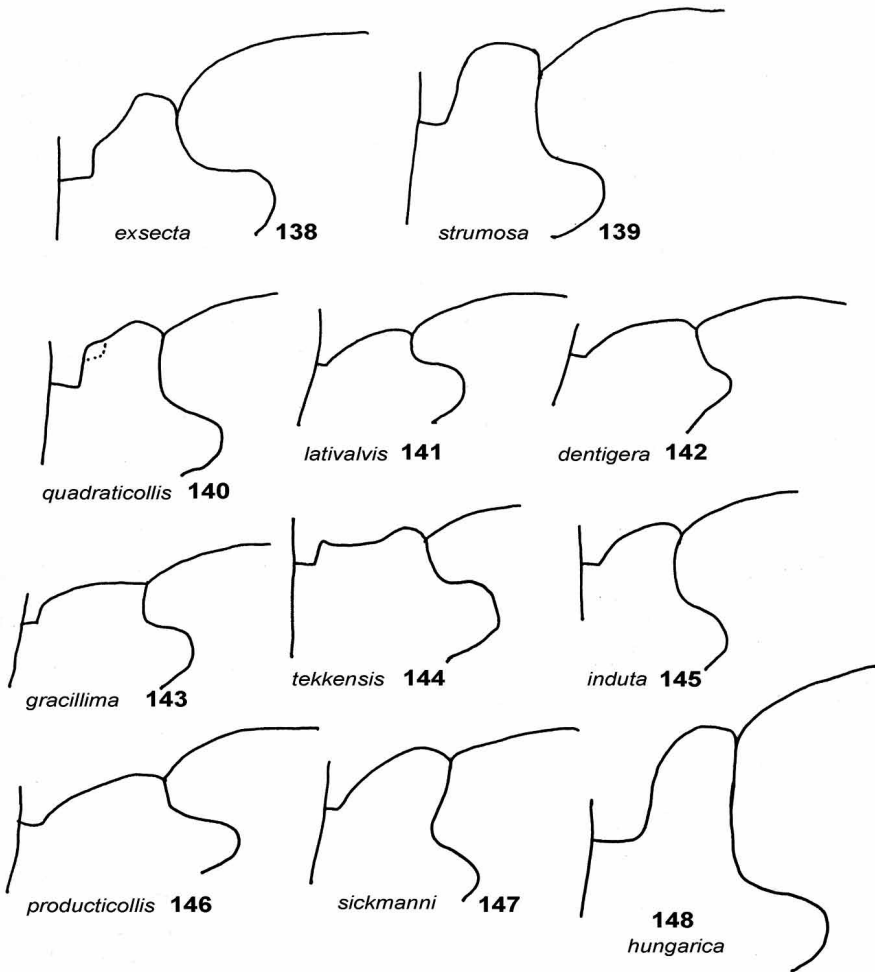 exsecta 138
strumosa 139
quadraticollis 140
lativalvis 141
dentigera 142
gracillima 143
tekkensis 144
induta 145
producticollis 146
sickmanni 147
148
hungarica